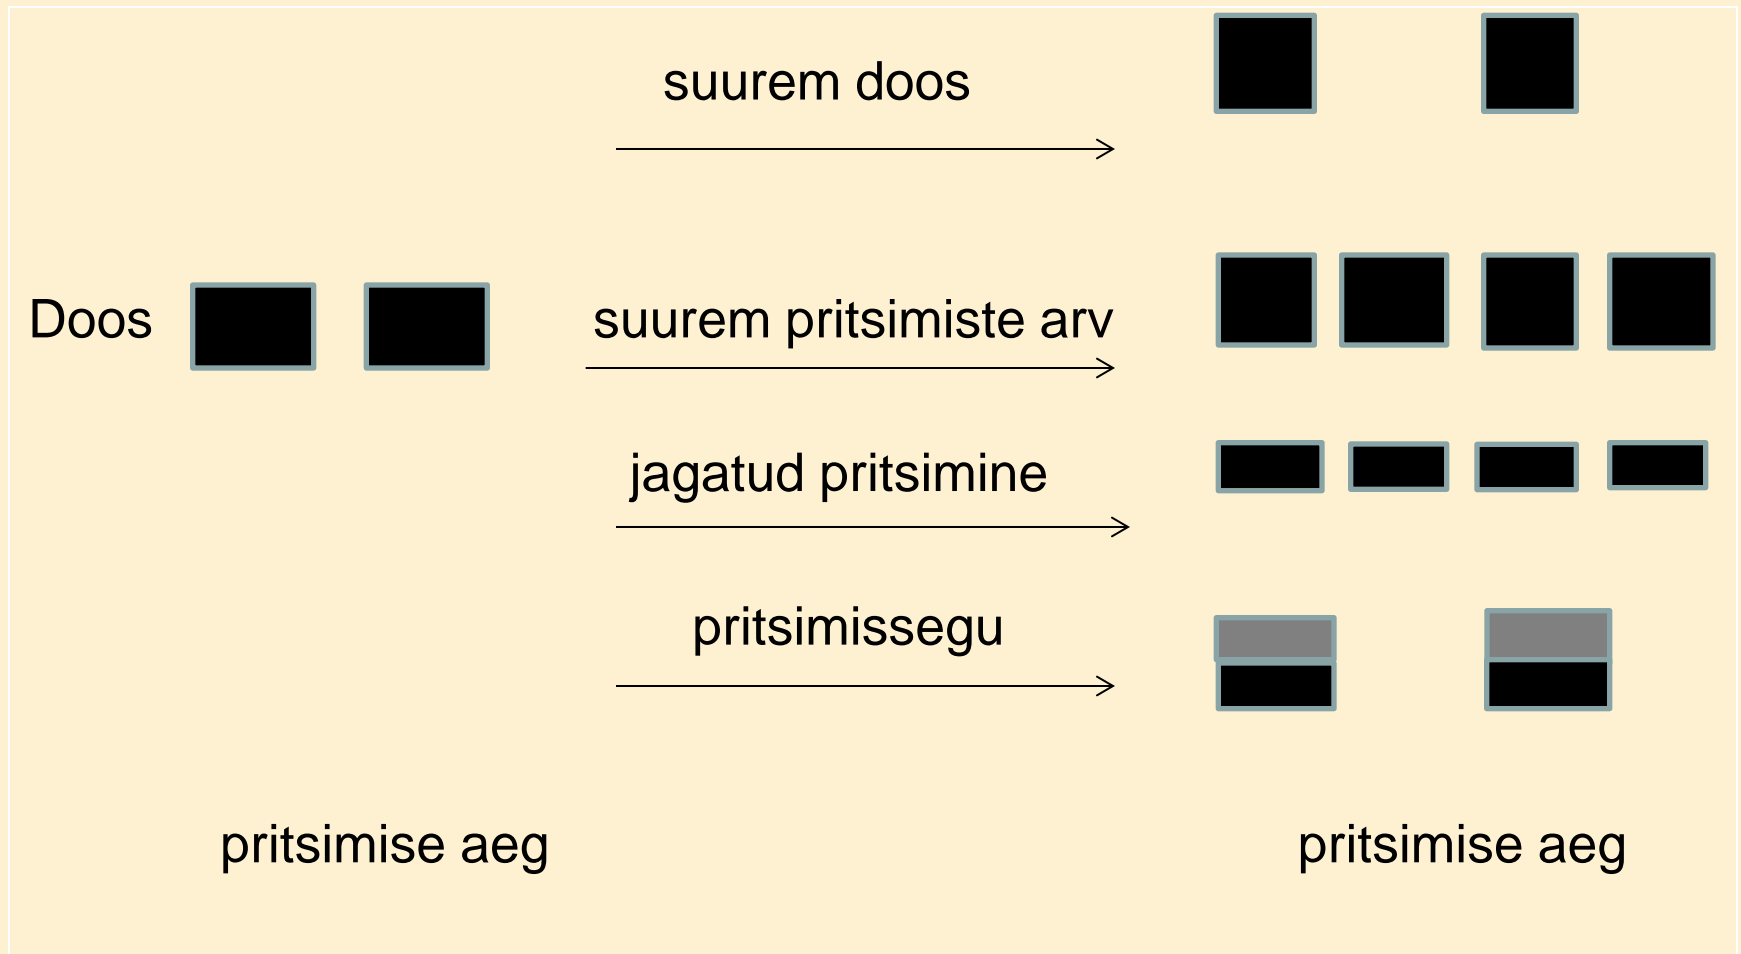 suurem doos
Doos
suurem pritsimiste arv
jagatud pritsimine
pritsimissegu
pritsimise aeg
pritsimise aeg